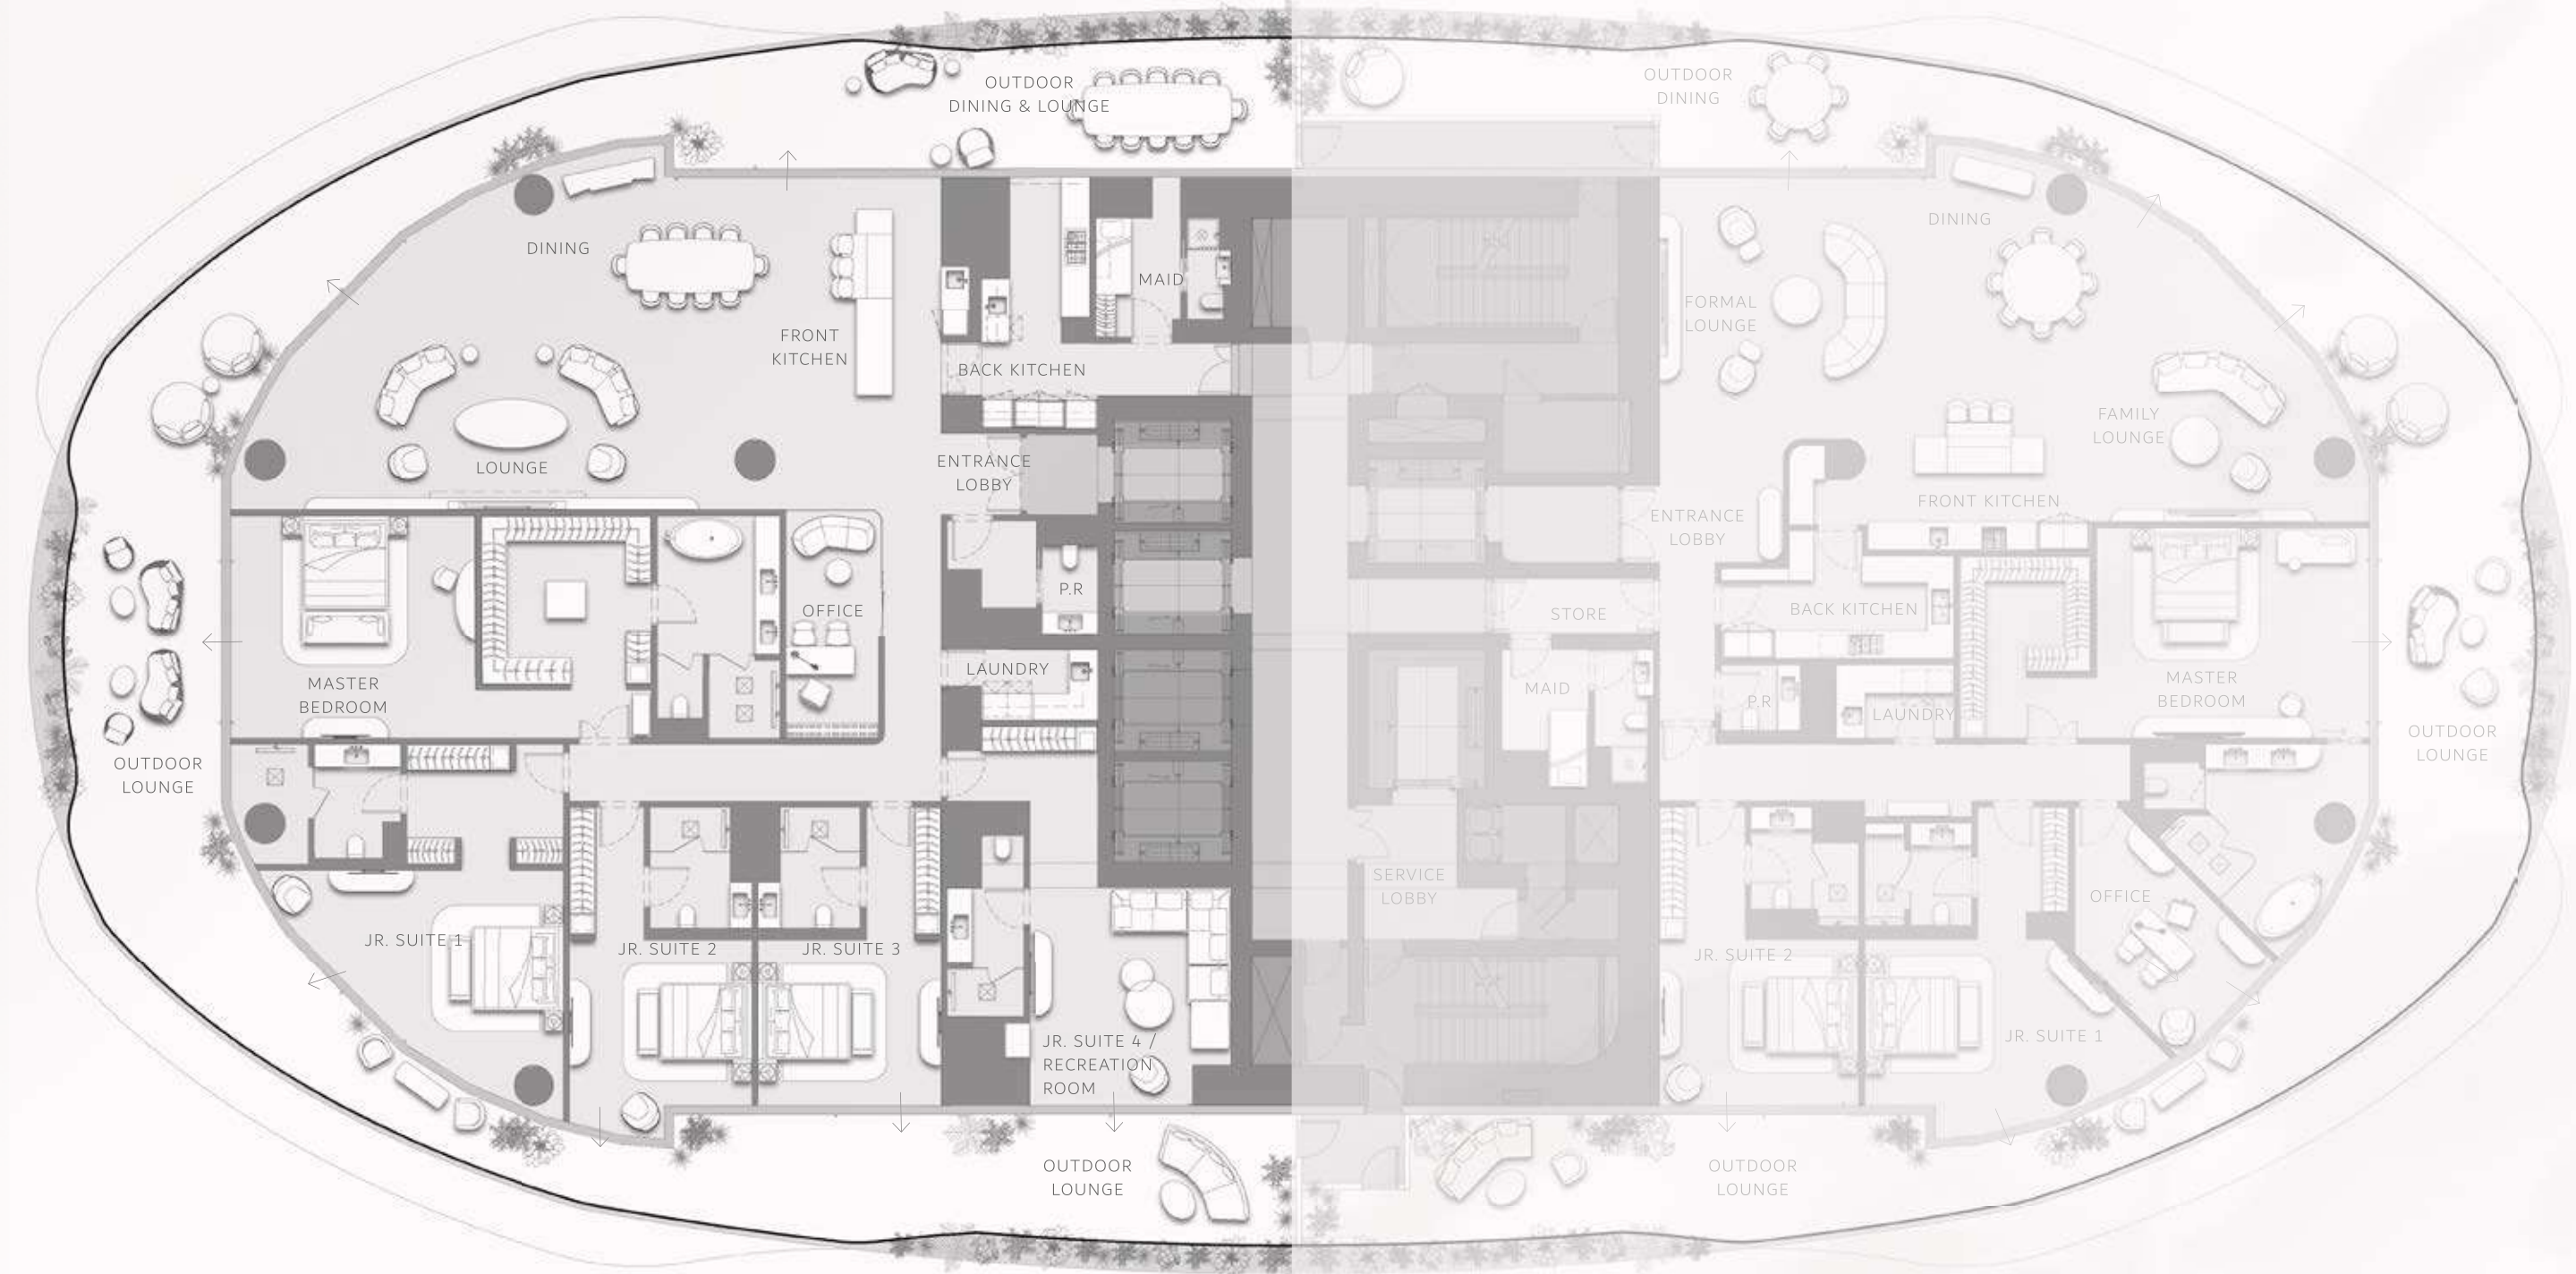 OUTDOOR
DINING & LOUNGE
OUTDOOR
DINING
DINING
MAID
FRONT
KITCHEN
BACK KITCHEN
LOUNGE
ENTRANCE
LOBBY
P.R
OFFICE
LAUNDRY
MASTER
BEDROOM
OUTDOOR
LOUNGE
JR. SUITE 1
JR. SUITE 2
JR. SUITE 3
JR. SUITE 4 /
RECREATION
ROOM
OUTDOOR
LOUNGE
DINING
FORMAL
LOUNGE
FAMILY
LOUNGE
FRONT KITCHEN
ENTRANCE
LOBBY
STORE
BACK KITCHEN
MAID
P.R
LAUNDRY
MASTER
BEDROOM
OUTDOOR
LOUNGE
SERVICE
LOBBY
OFFICE
JR. SUITE 2
JR. SUITE 1
OUTDOOR
LOUNGE